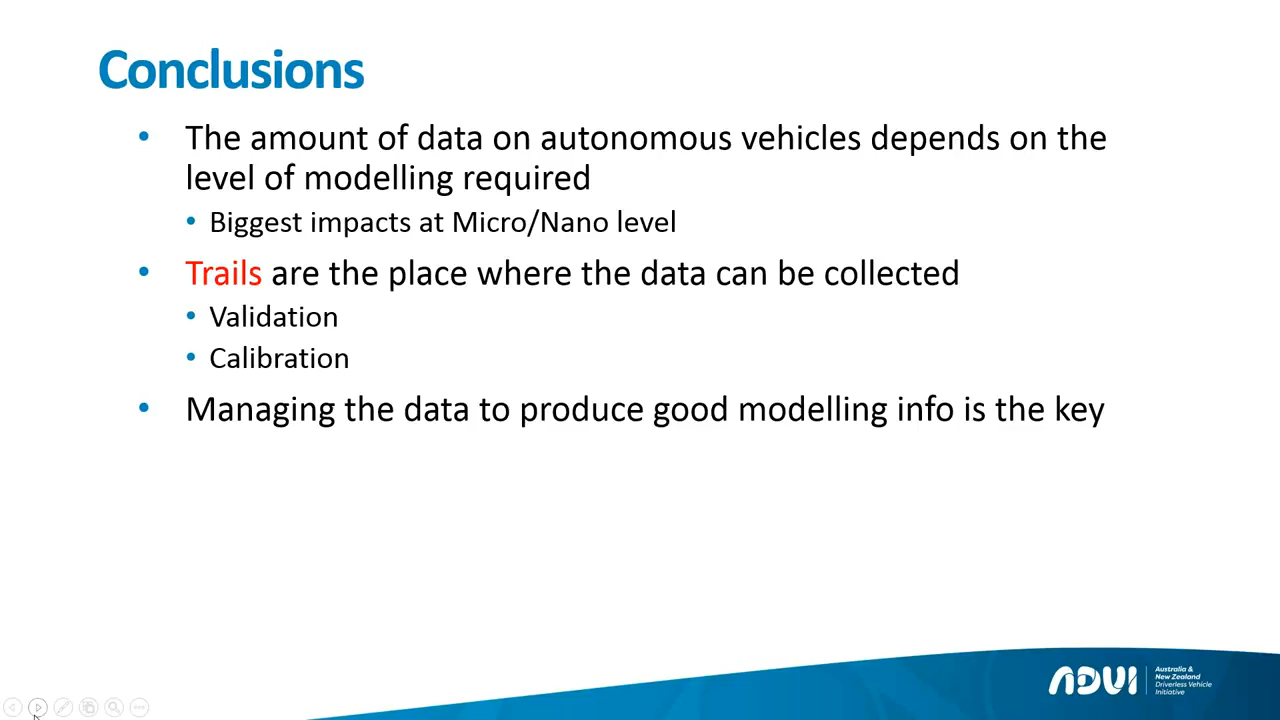 Conclusions
• The amount of data on autonomous vehicles depends on the
level of modelling required
• Biggest impacts at Micro/Nano level
• Trails are the place where the data can be collected
• Validation
• Calibration
• Managing the data to produce good modelling info is the key
ADVI
Australia &
New Zealand
Driverless Vehicle
Initiative